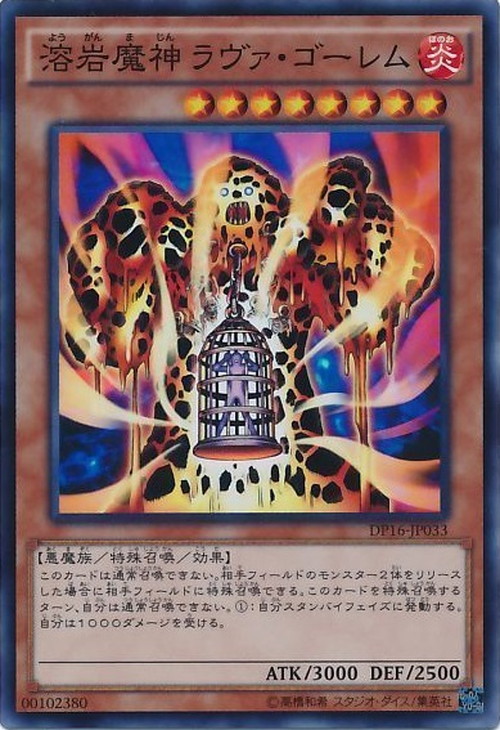 溶岩魔神ラヴァ・ゴーレム
炎
DP16-JP033
【悪魔族／特殊召喚／効果】
このカードは通常召喚できない。相手フィールドのモンスター２体をリリース
した場合に相手フィールドに特殊召喚できる。このカードを特殊召喚する
ターン、自分は通常召喚できない。①：自分スタンバイフェイズに発動する。
自分は１０００ダメージを受ける。
ATK/3000 DEF/2500
00102380
©高橋和希 スタジオ・ダイス/集英社